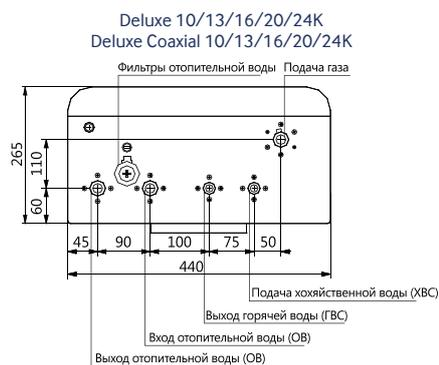 Deluxe 10/13/16/20/24K
Deluxe Coaxial 10/13/16/20/24K
Фильтры отопительной воды Подача газа
265
110
60
45 90 100 75 50
440
Подача хохяйственной воды (ХВС)
Выход горячей воды (ГВС)
Вход отопительной воды (ОВ)
Выход отопительной воды (ОВ)